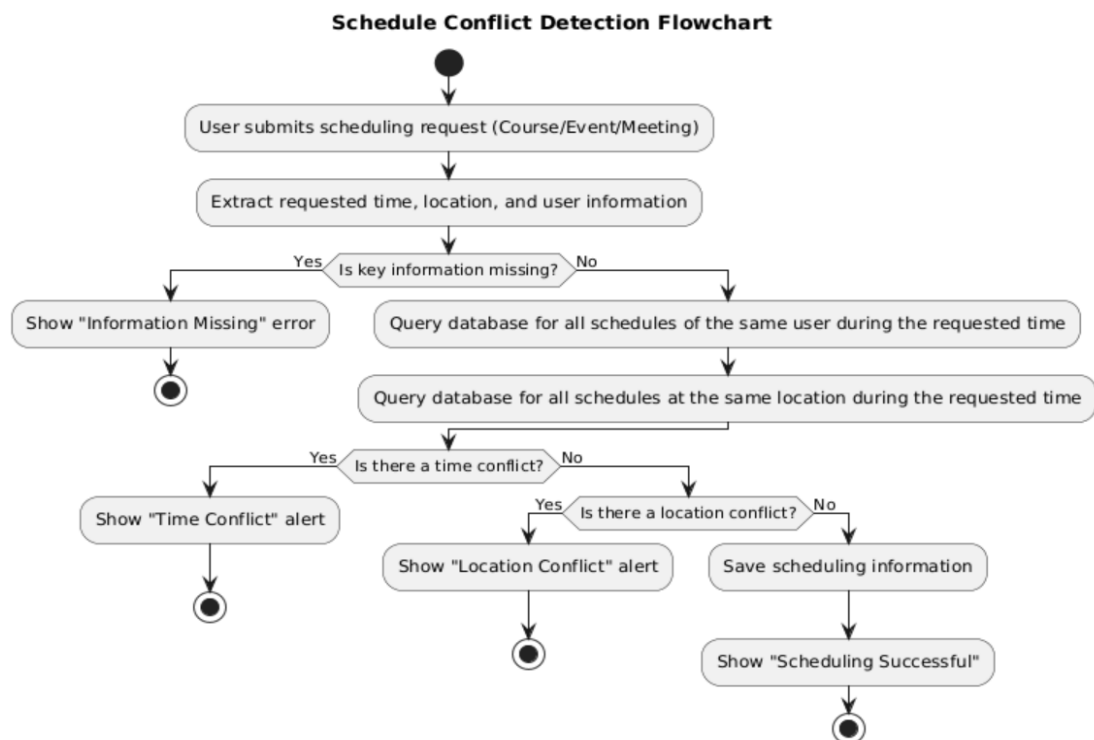 Schedule Conflict Detection Flowchart
User submits scheduling request (Course/Event/Meeting)
Extract requested time, location, and user information
Yes
Is key information missing?
No
Show "Information Missing" error
Query database for all schedules of the same user during the requested time
Query database for all schedules at the same location during the requested time
Yes
Is there a time conflict?
No
Show "Time Conflict" alert
Yes
Is there a location conflict?
No
Show "Location Conflict" alert
Save scheduling information
Show "Scheduling Successful"